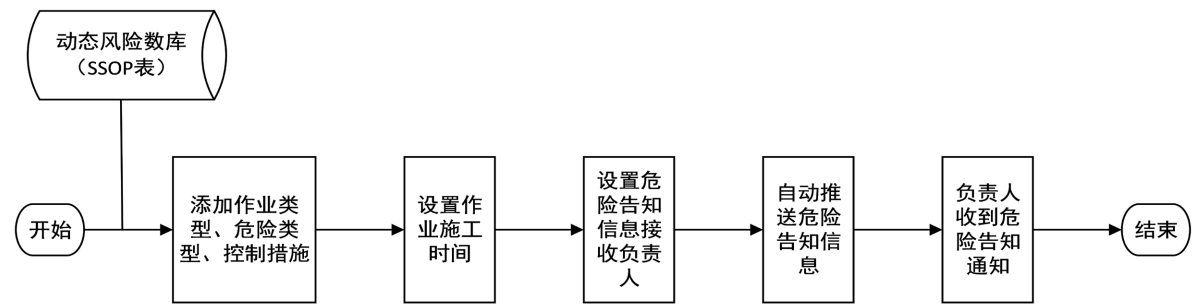 动态风险数库
（SSOP表）
开始
添加作业类
型、危险类
型、控制措施
设置作
业施工
时间
设置危
险告知
信息接
收负责
人
自动推
送危险
告知信
息
负责人
收到危
险告知
通知
结束